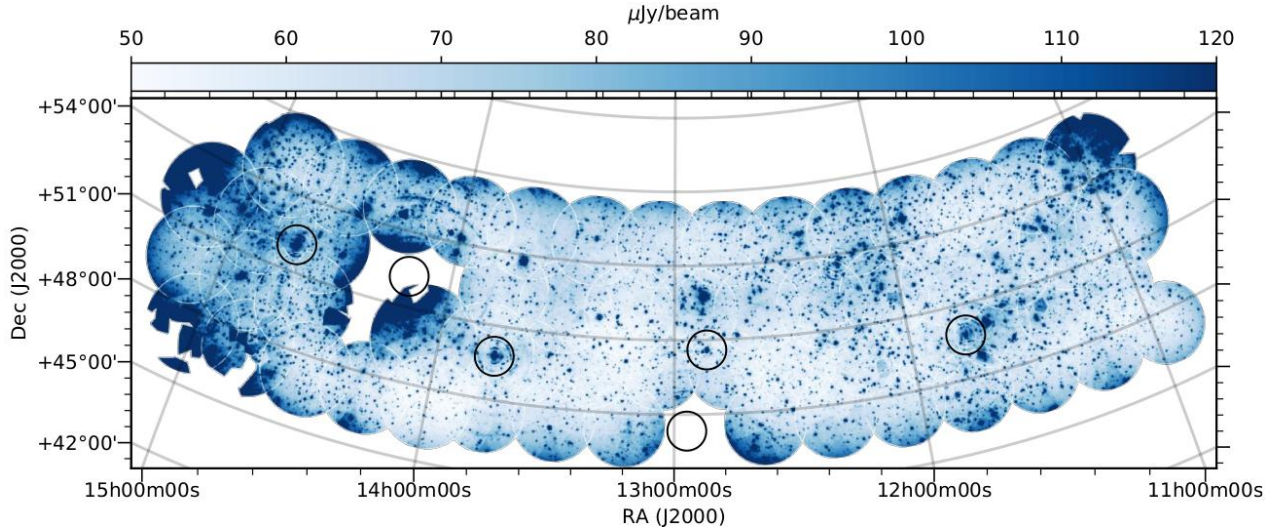 μJy/beam
50 60 70 80 90 100 110 120
+54°00'
+51°00'
+48°00'
+45°00'
+42°00'
Dec (J2000)
15h00m00s 14h00m00s 13h00m00s 12h00m00s 11h00m00s
RA (J2000)